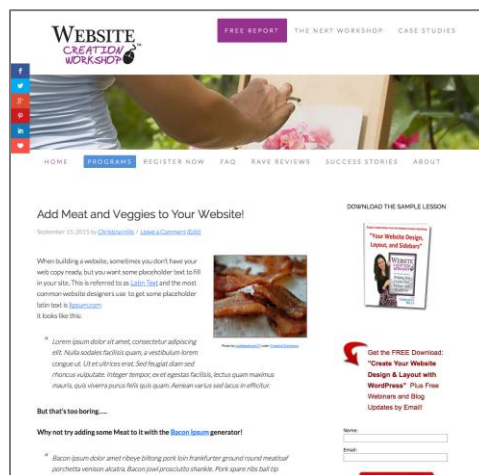 WEBSITE
CREATION
WORKSHOP™
FREE REPORT THE NEXT WORKSHOP CASE STUDIES
HOME PROGRAMS REGISTER NOW FAQ RAVE REVIEWS SUCCESS STORIES ABOUT
Add Meat and Veggies to Your Website!
September 15, 2015 by Christina Hills / Leave a Comment (Edit)
When building a website, sometimes you don't have your
web copy ready, but you want some placeholder text to fill
in your site. This is referred to as Latin Text and the most
common website designers use to get some placeholder
latin text is lipsum.com
it looks like this:
Lorem ipsum dolor sit amet, consectetur adipiscing
elit. Nulla sodales facilisis quam, a vestibulum lorem
congue ut. Ut et ultrices erat. Sed feugiat diam sed
rhoncus vulputate. Integer tempor, ex et egestas facilisis, lectus quam maximus
mauris, quis viverra purus felis quis quam. Aenean varius sed lacus in efficitur.
But that's too boring.....
Why not try adding some Meat to it with the Bacon Ipsum generator!
Bacon ipsum dolor amet ribeye biltong pork loin frankfurter ground round meatloaf
porchetta venison alcatra. Bacon jowl prosciutto shankle. Pork spare ribs ball tip
DOWNLOAD THE SAMPLE LESSON
"Your Website Design,
Layout, and Sidebars"
WEBSITE
Get the FREE Download:
"Create Your Website
Design & Layout with
WordPress" Plus Free
Webinars and Blog
Updates by Email!
Name:
Email: